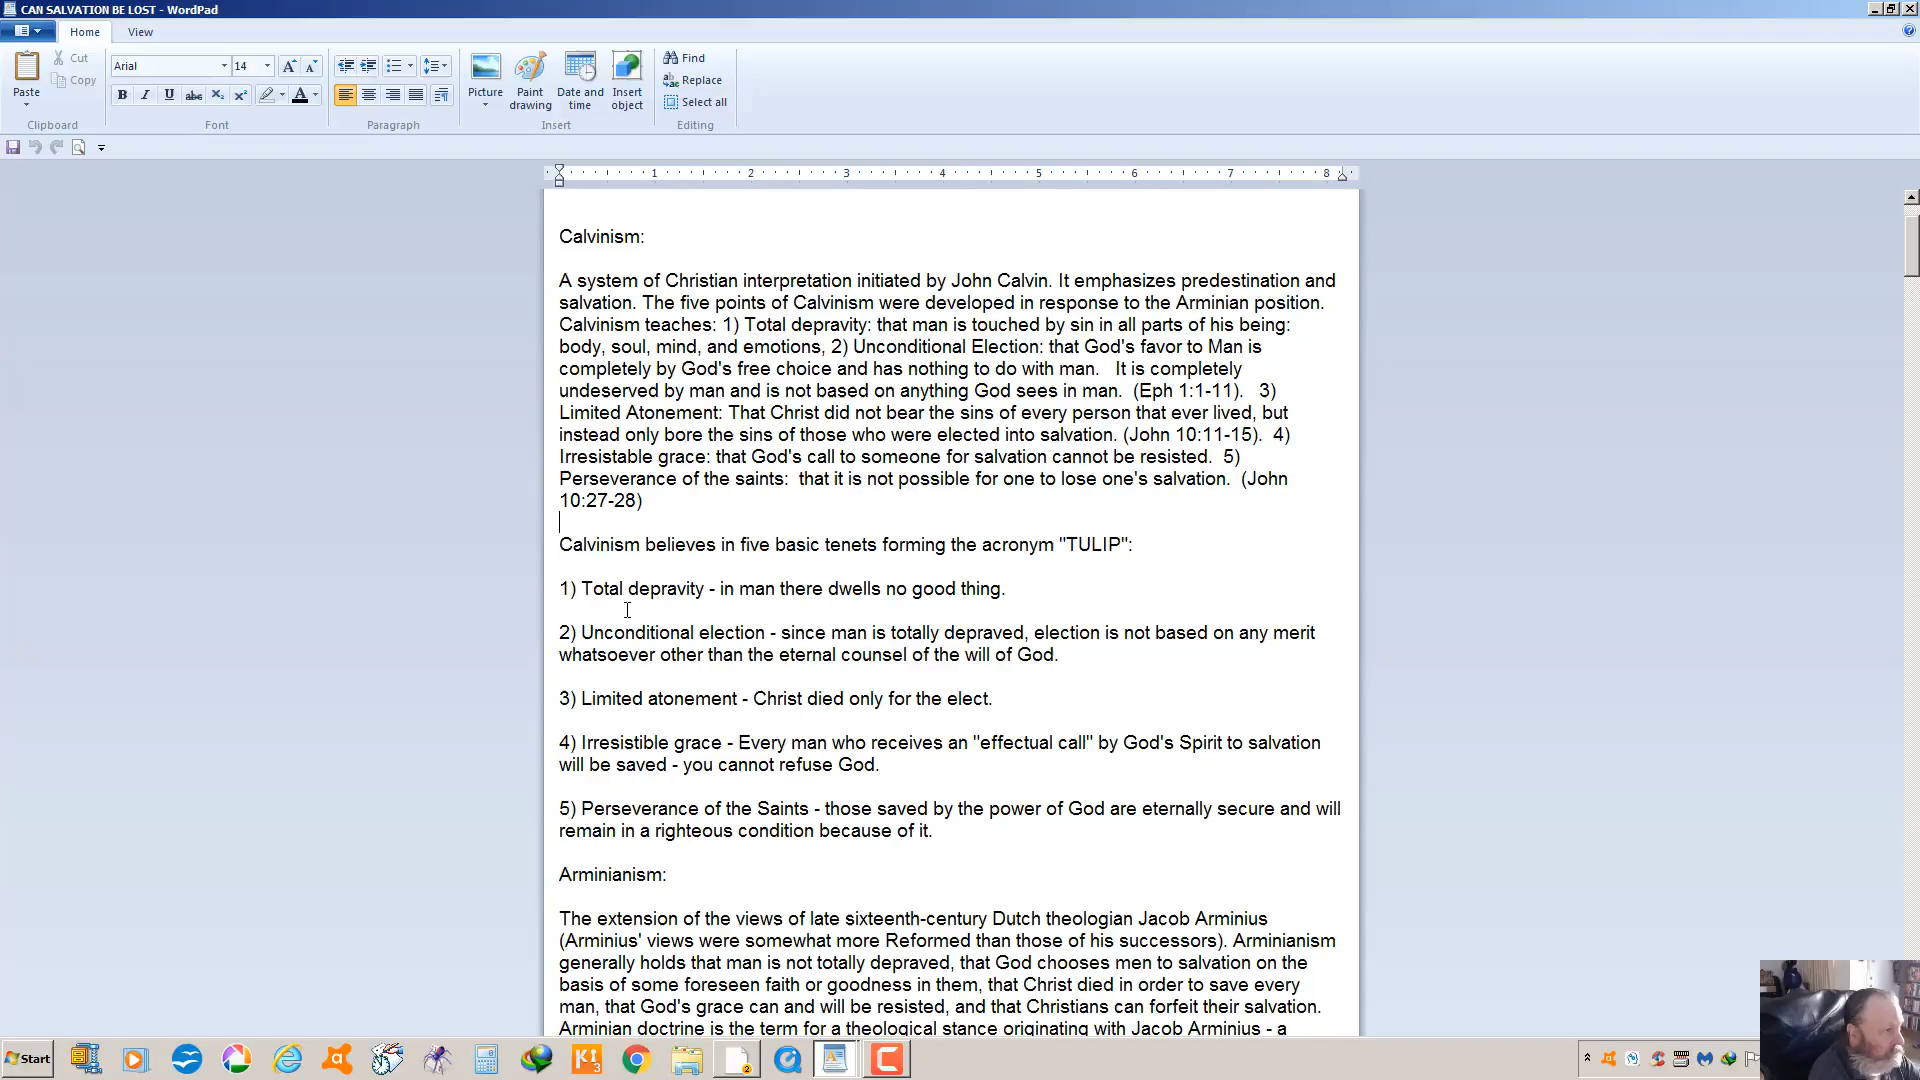 CAN SALVATION BE LOST - WordPad
Home
View
Paste
Cut
Copy
Clipboard
Arial
14
Font
Paragraph
Picture
Paint drawing
Date and time
Insert object
Insert
Find
Replace
Select all
Editing
1 2 3 4 5 6 7 8
Calvinism:
A system of Christian interpretation initiated by John Calvin. It emphasizes predestination and
salvation. The five points of Calvinism were developed in response to the Arminian position.
Calvinism teaches: 1) Total depravity: that man is touched by sin in all parts of his being:
body, soul, mind, and emotions, 2) Unconditional Election: that God's favor to Man is
completely by God's free choice and has nothing to do with man.   It is completely
undeserved by man and is not based on anything God sees in man.  (Eph 1:1-11).   3)
Limited Atonement: That Christ did not bear the sins of every person that ever lived, but
instead only bore the sins of those who were elected into salvation. (John 10:11-15).  4)
Irresistable grace: that God's call to someone for salvation cannot be resisted.  5)
Perseverance of the saints:  that it is not possible for one to lose one's salvation.  (John
10:27-28)
Calvinism believes in five basic tenets forming the acronym "TULIP":
1) Total depravity - in man there dwells no good thing.
2) Unconditional election - since man is totally depraved, election is not based on any merit
whatsoever other than the eternal counsel of the will of God.
3) Limited atonement - Christ died only for the elect.
4) Irresistible grace - Every man who receives an "effectual call" by God's Spirit to salvation
will be saved - you cannot refuse God.
5) Perseverance of the Saints - those saved by the power of God are eternally secure and will
remain in a righteous condition because of it.
Arminianism:
The extension of the views of late sixteenth-century Dutch theologian Jacob Arminius
(Arminius' views were somewhat more Reformed than those of his successors). Arminianism
generally holds that man is not totally depraved, that God chooses men to salvation on the
basis of some foreseen faith or goodness in them, that Christ died in order to save every
man, that God's grace can and will be resisted, and that Christians can forfeit their salvation.
Arminian doctrine is the term for a theological stance originating with Jacob Arminius - a
Start